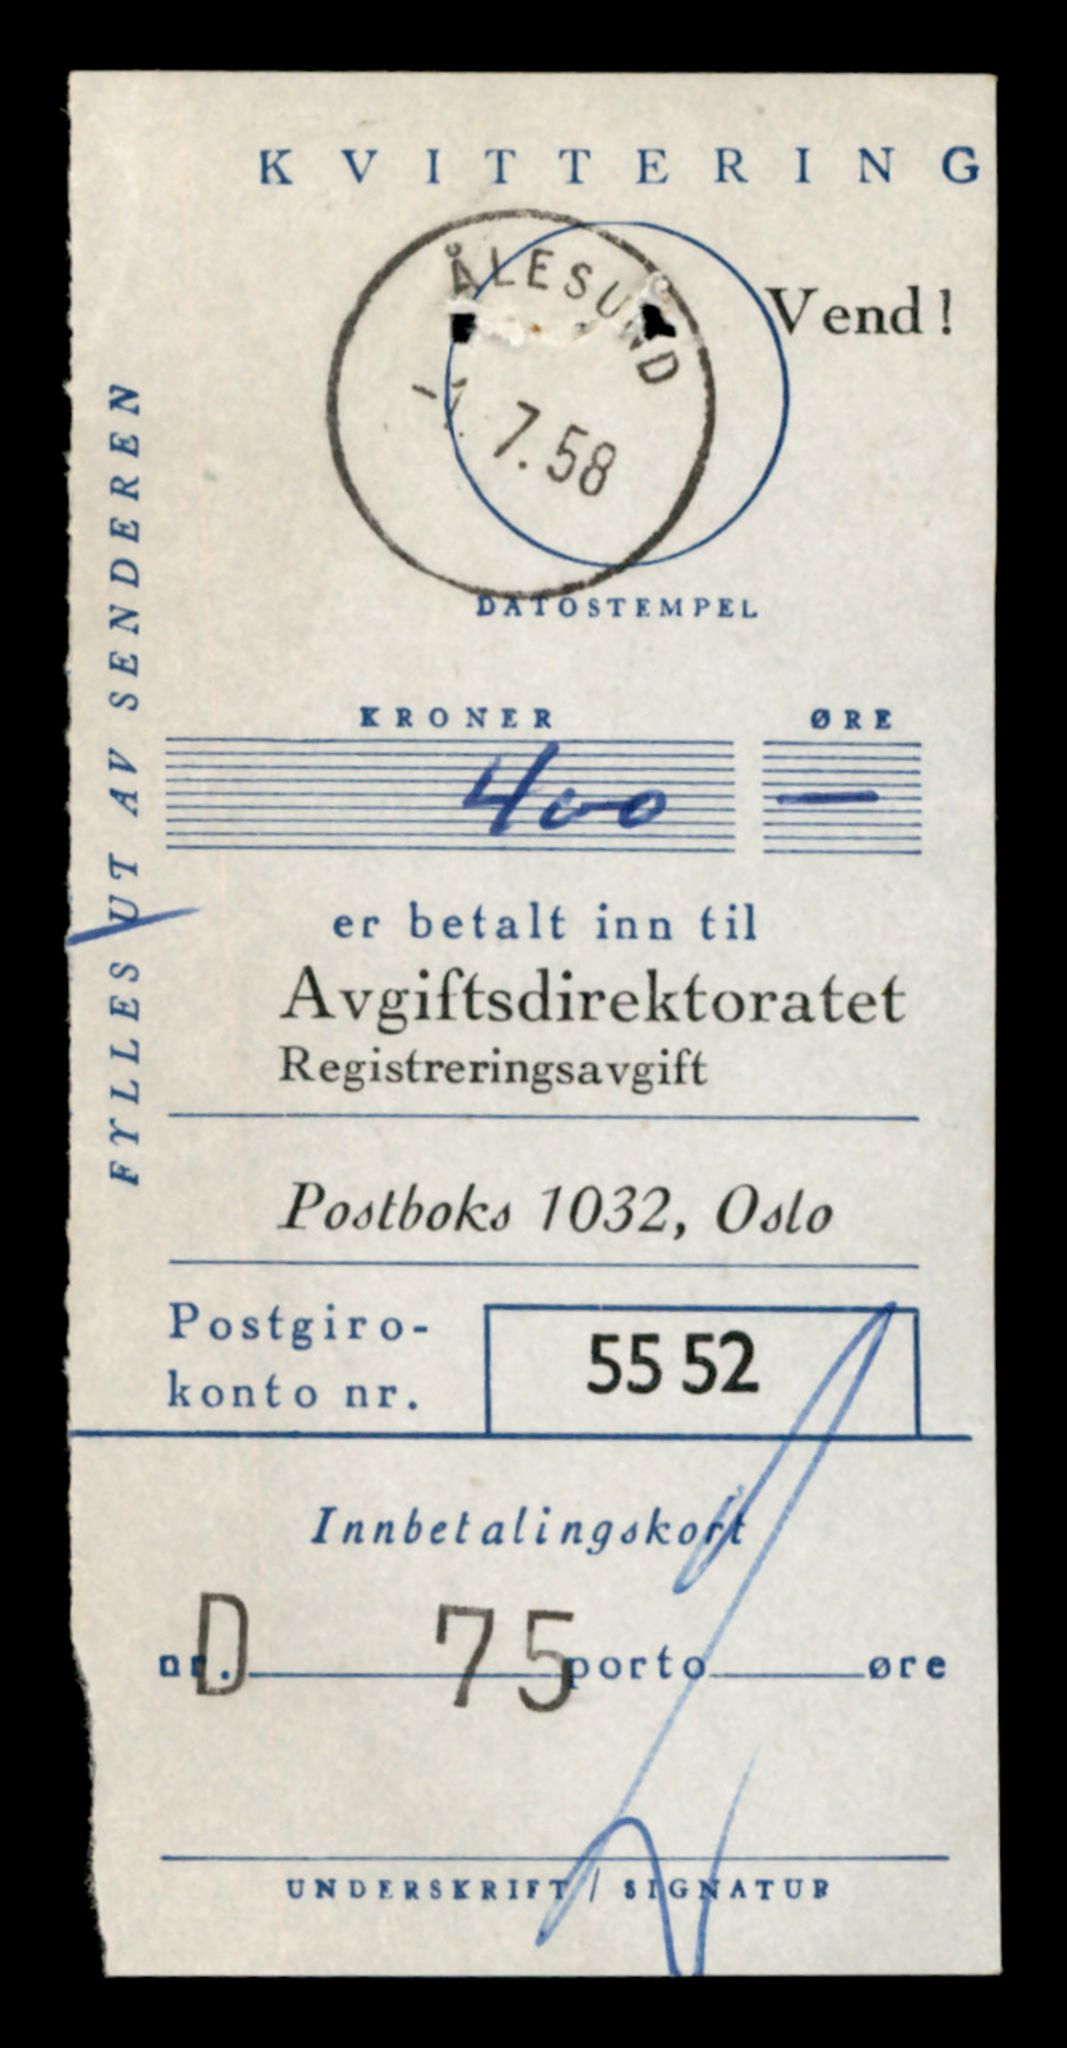 KVITTERING
ÅLESUND
Vend!
-1. 7.58
DATOSTEMPEL
FYLLES UT AV SENDEREN
KRONER ØRE
400 —
er betalt inn til
Avgiftsdirektoratet
Registreringsavgift
Postboks 1032, Oslo
Postgiro-
konto nr.
55 52
Innbetalingskort
nr. D 75 porto øre
UNDERSKRIFT / SIGNATUR